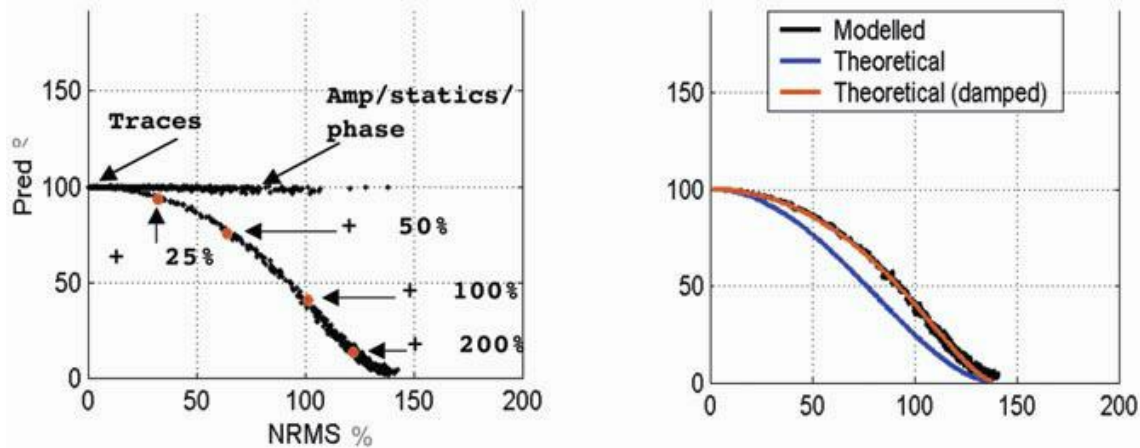 150
Amp/statics/
Traces
phase
100
Pred %
+ 50%
+ 25%
50
+ 100%
+ 200%
0
0 50 100 150 200
NRMS %
Modelled
Theoretical
Theoretical (damped)
150
100
50
0
0 50 100 150 200